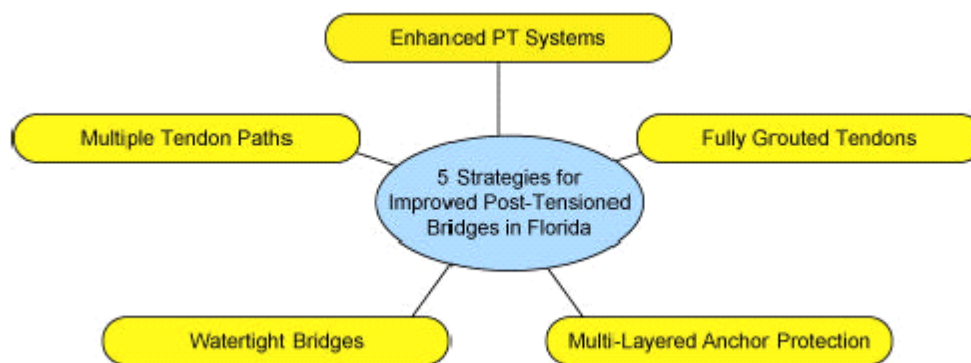 Enhanced PT Systems
Multiple Tendon Paths
Fully Grouted Tendons
5 Strategies for
Improved Post-Tensioned
Bridges in Florida
Watertight Bridges
Multi-Layered Anchor Protection